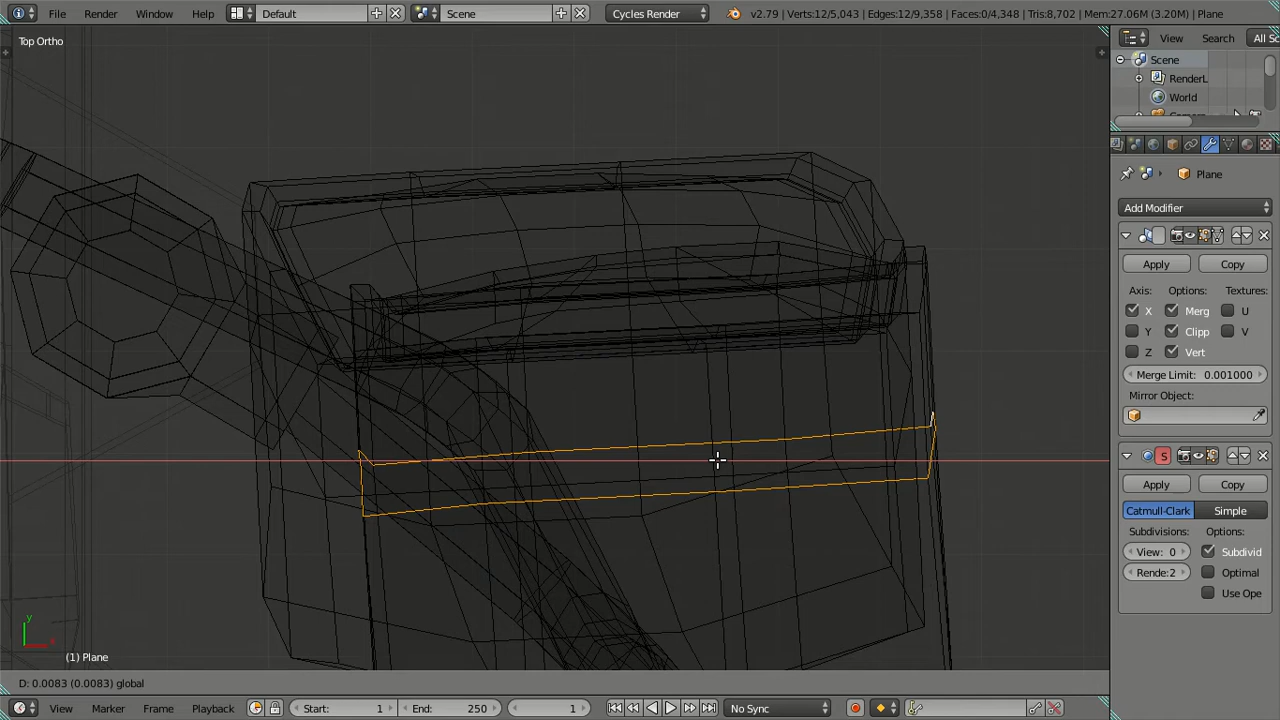 File Render Window Help Default Scene Cycles Render v2.79 | Verts:12/5,043 | Edges:12/9,358 | Faces:0/4,348 | Tris:8,702 | Mem:27.06M (3.20M) | Plane
Top Ortho
View Search All Sc
Scene
RenderL
World
Plane
Add Modifier
Apply Copy
Axis: Options: Textures:
X Merg U
Y Clipp V
Z Vert
Merge Limit: 0.001000
Mirror Object:
S
Apply Copy
Catmull-Clark Simple
Subdivisions: Options:
View: 0 Subdivid
Rende:2 Optimal
Use Ope
y
x
(1) Plane
D: 0.0083 (0.0083) global
View Marker Frame Playback Start: 1 End: 250 1 No Sync